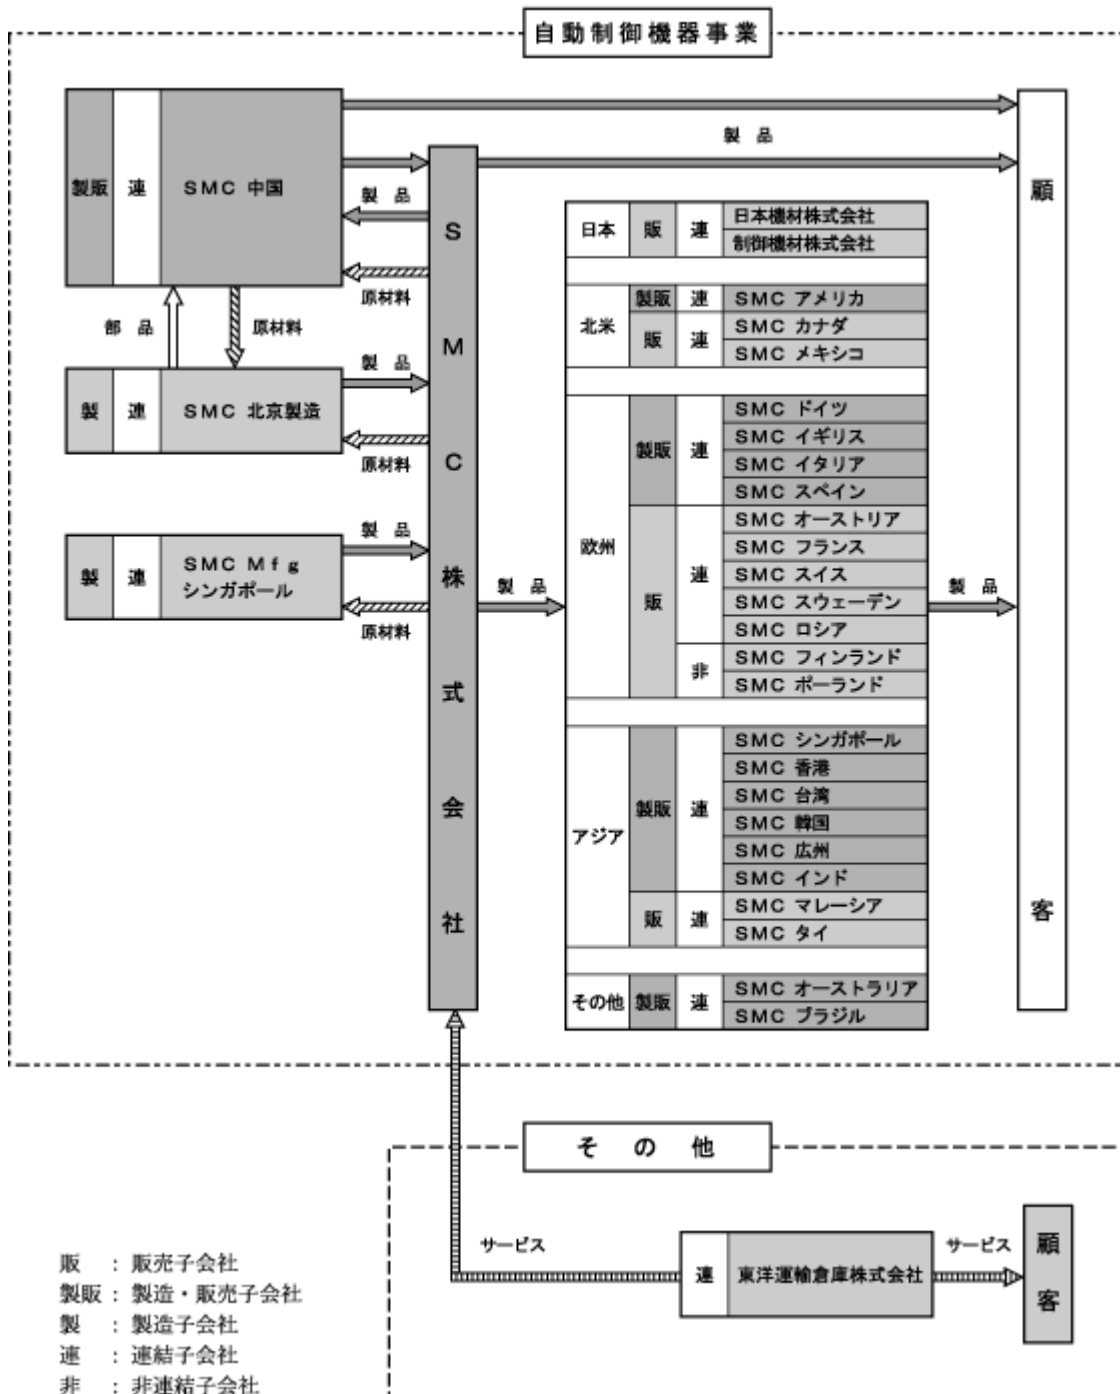 自動制御機器事業
製販 連 SMC 中国
製 品
顧
客
SMC株式会社
製 品
原材料
部 品
原材料
製 連 SMC 北京製造
製 品
原材料
製 連 SMC Mfg
シンガポール
製 品
原材料
製 品
日本 販 連 日本機材株式会社
制御機材株式会社
北米 製販 連 SMC アメリカ
販 連 SMC カナダ
SMC メキシコ
欧州 製販 連 SMC ドイツ
SMC イギリス
SMC イタリア
SMC スペイン
販 連 SMC オーストリア
SMC フランス
SMC スイス
SMC スウェーデン
SMC ロシア
非 SMC フィンランド
SMC ポーランド
アジア 製販 連 SMC シンガポール
SMC 香港
SMC 台湾
SMC 韓国
SMC 広州
SMC インド
販 連 SMC マレーシア
SMC タイ
その他 製販 連 SMC オーストラリア
SMC ブラジル
製 品
そ の 他
サービス
連 東洋運輸倉庫株式会社
サービス
顧
客
販 : 販売子会社
製販 : 製造・販売子会社
製 : 製造子会社
連 : 連結子会社
非 : 非連結子会社